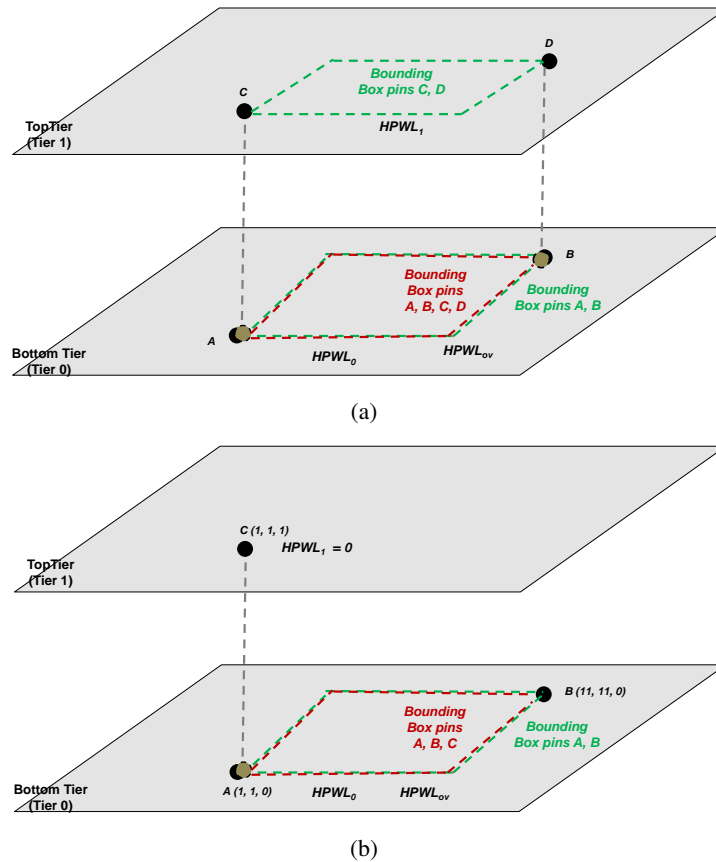 D
C
Bounding
Box pins C, D
HPWL1
TopTier
(Tier 1)
B
Bounding
Box pins
A, B, C, D
Bounding
Box pins A, B
A
HPWL0
HPWLov
Bottom Tier
(Tier 0)
(a)
C (1, 1, 1)
HPWL1 = 0
TopTier
(Tier 1)
B (11, 11, 0)
Bounding
Box pins
A, B, C
Bounding
Box pins A, B
A (1, 1, 0)
HPWL0
HPWLov
Bottom Tier
(Tier 0)
(b)